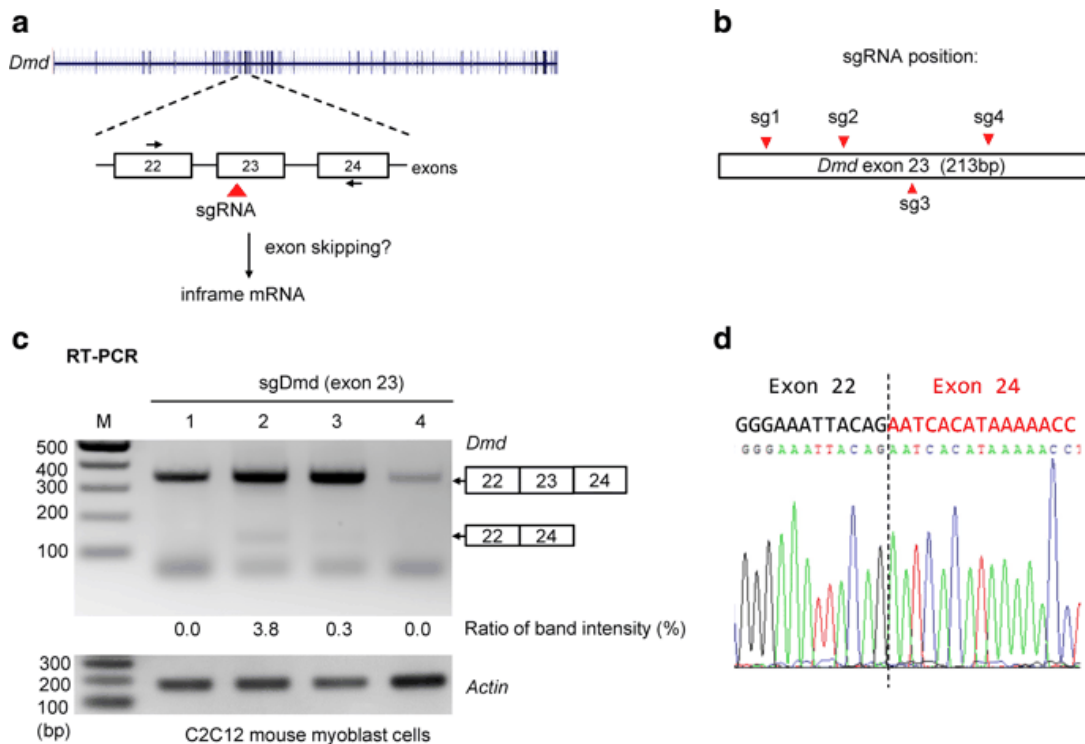 a
Dmd
22 23 24 exons
sgRNA
exon skipping?
inframe mRNA
b
sgRNA position:
sg1 sg2 sg4
Dmd exon 23 (213bp)
sg3
c
RT-PCR
sgDmd (exon 23)
M 1 2 3 4
500
400
300
200
100
Dmd
22 23 24
22 24
0.0 3.8 0.3 0.0 Ratio of band intensity (%)
300
200
100
(bp)
Actin
C2C12 mouse myoblast cells
d
Exon 22 Exon 24
GGGAAATTACAGAATCACATAAAAACC
GGGAAATTACAGAATCACATAAAAACCT